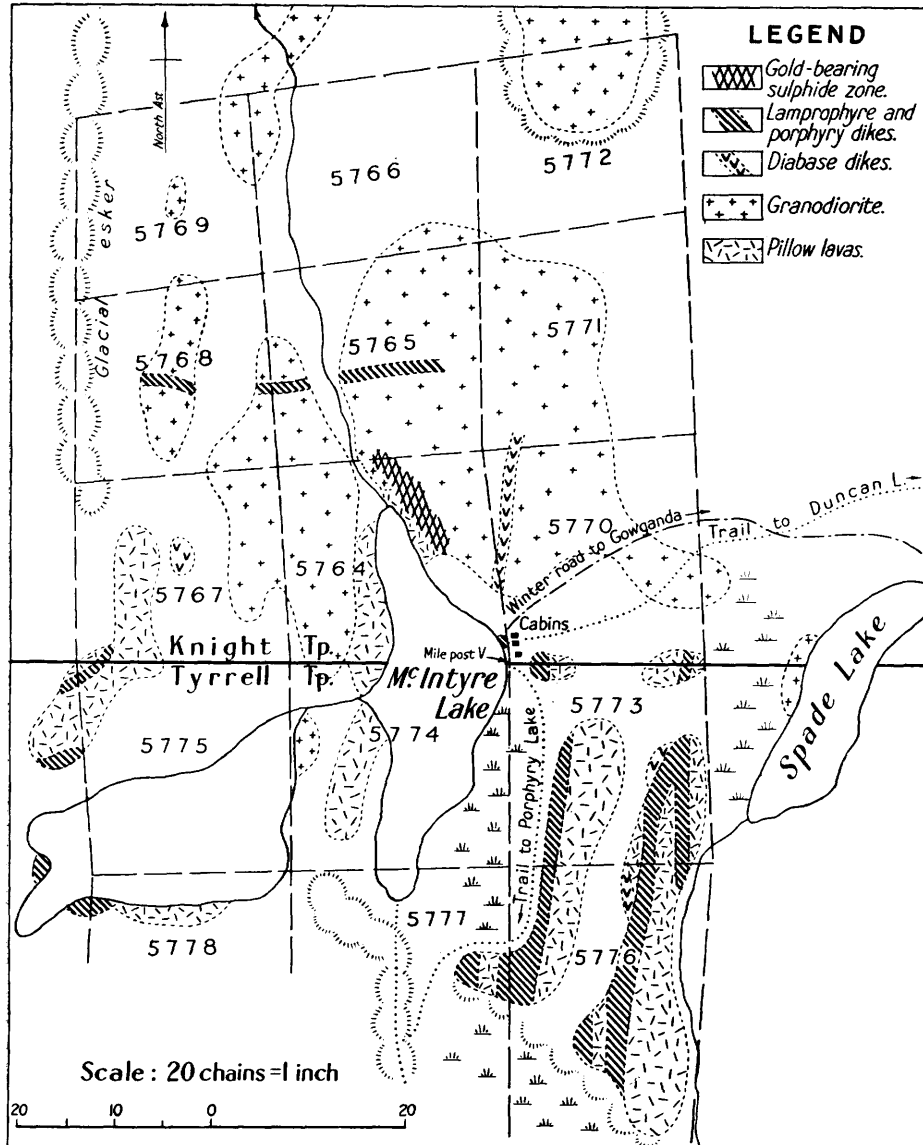 LEGEND
Gold-bearing
sulphide zone.
Lamprophyre and
porphyry dikes.
Diabase dikes.
Granodiorite.
Pillow lavas.
North Ast
Glacial esker
5766
5772
5769
5771
5765
5768
5770
Winter road to Gowganda
Trail to Duncan L.
5764
5767
Cabins
Knight Tp.
Mile post V
Tyrrell Tp.
McIntyre
Lake
5773
5774
5775
Spade Lake
Trail to Porphyry Lake
5777
5778
5776
Scale: 20 chains = 1 inch
20 10 0 20